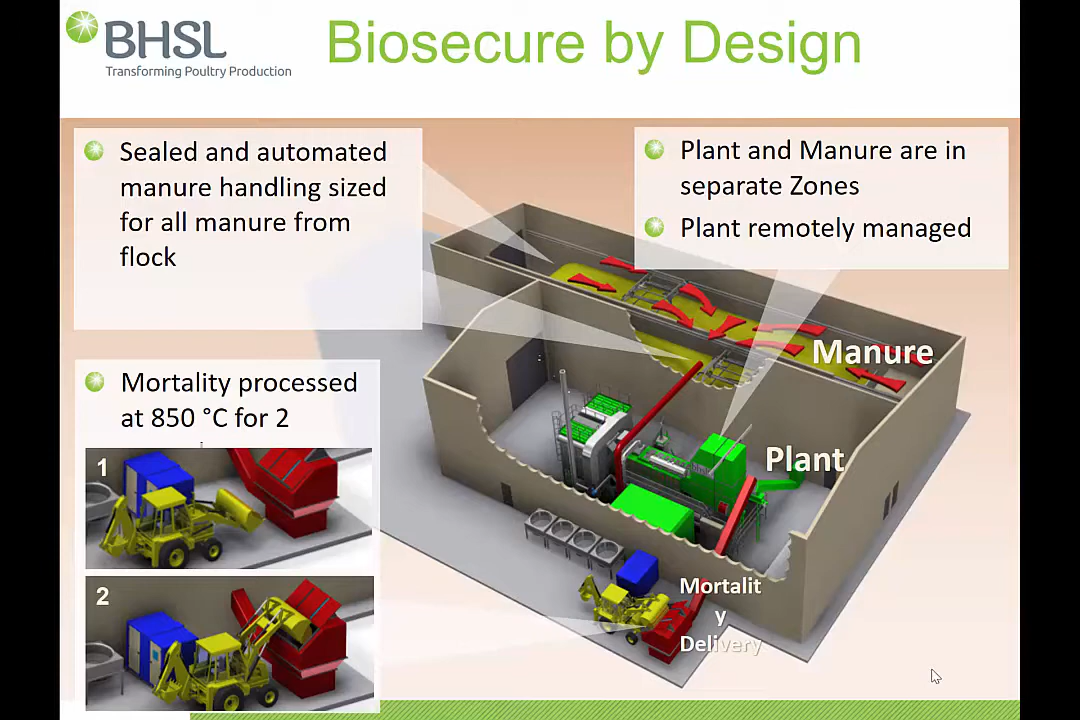 BHSL
Transforming Poultry Production
Biosecure by Design
Sealed and automated
manure handling sized
for all manure from
flock
Plant and Manure are in
separate Zones
Plant remotely managed
Manure
Plant
Mortality processed
at 850 °C for 2
1
2
Mortalit
y
Delivery